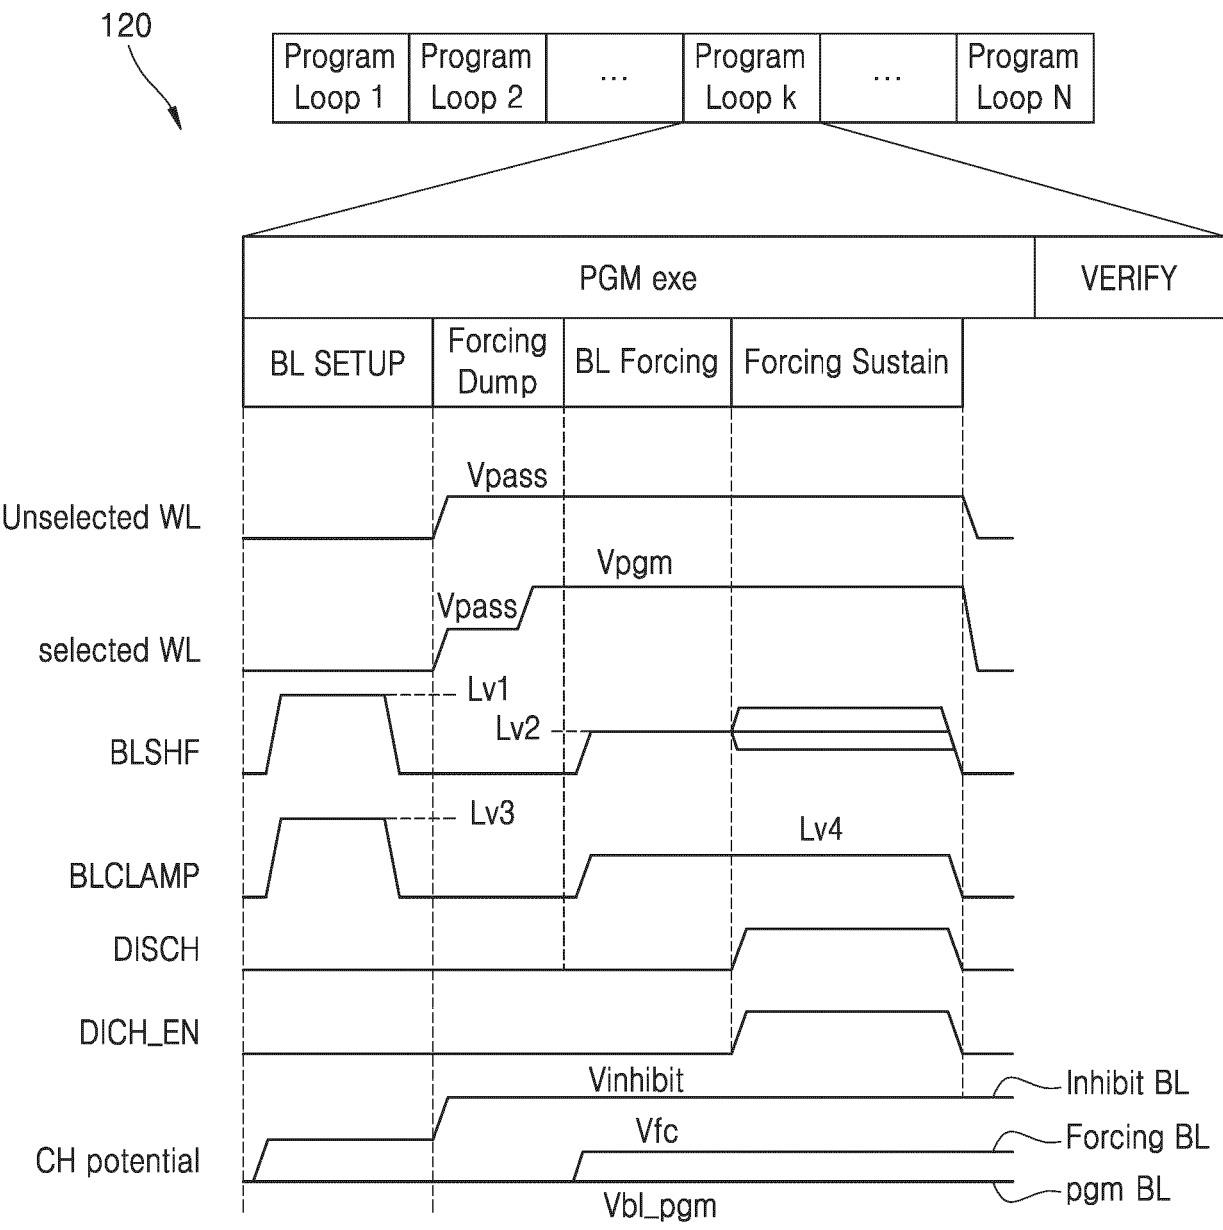 120
Program Loop 1
Program Loop 2
...
Program Loop k
...
Program Loop N
PGM exe
VERIFY
BL SETUP
Forcing Dump
BL Forcing
Forcing Sustain
Vpass
Unselected WL
Vpgm
Vpass
selected WL
Lv1
Lv2
BLSHF
Lv3
Lv4
BLCLAMP
DISCH
DICH_EN
Vinhibit
Inhibit BL
Vfc
Forcing BL
CH potential
pgm BL
Vbl_pgm